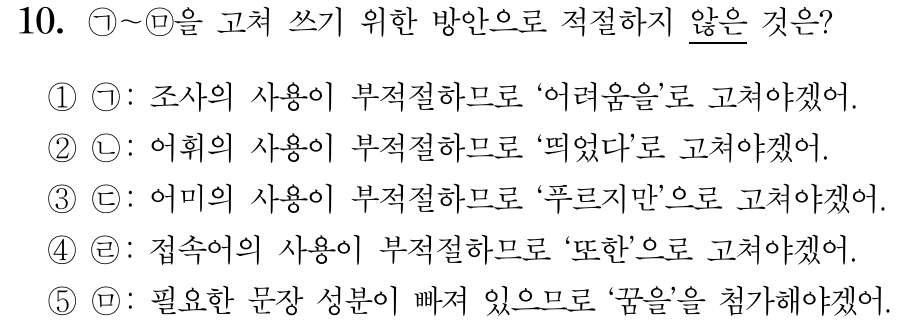 10. ㉠~㉤을 고쳐 쓰기 위한 방안으로 적절하지 않은 것은?
① ㉠: 조사의 사용이 부적절하므로 ‘어려움을’로 고쳐야겠어.
② ㉡: 어휘의 사용이 부적절하므로 ‘띄었다’로 고쳐야겠어.
③ ㉢: 어미의 사용이 부적절하므로 ‘푸르지만’으로 고쳐야겠어.
④ ㉣: 접속어의 사용이 부적절하므로 ‘또한’으로 고쳐야겠어.
⑤ ㉤: 필요한 문장 성분이 빠져 있으므로 ‘꿈을’을 첨가해야겠어.